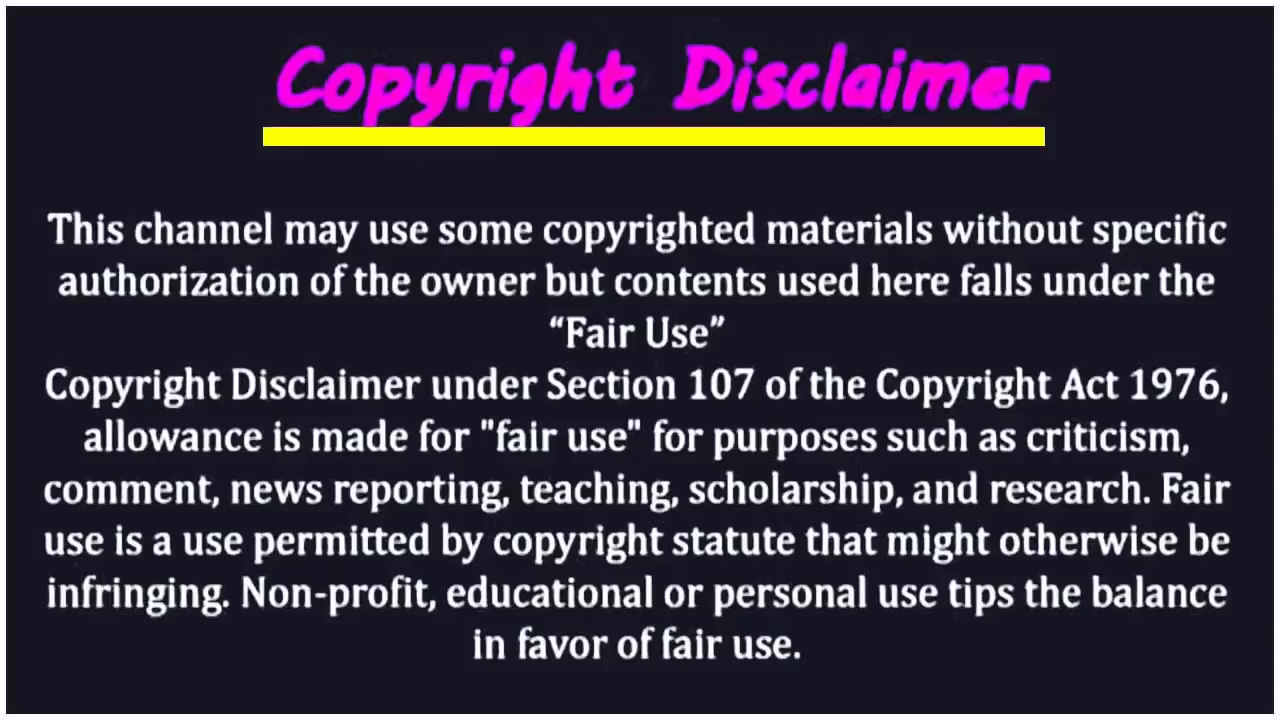 Copyright Disclaimer
This channel may use some copyrighted materials without specific
authorization of the owner but contents used here falls under the
“Fair Use”
Copyright Disclaimer under Section 107 of the Copyright Act 1976,
allowance is made for "fair use" for purposes such as criticism,
comment, news reporting, teaching, scholarship, and research. Fair
use is a use permitted by copyright statute that might otherwise be
infringing. Non-profit, educational or personal use tips the balance
in favor of fair use.